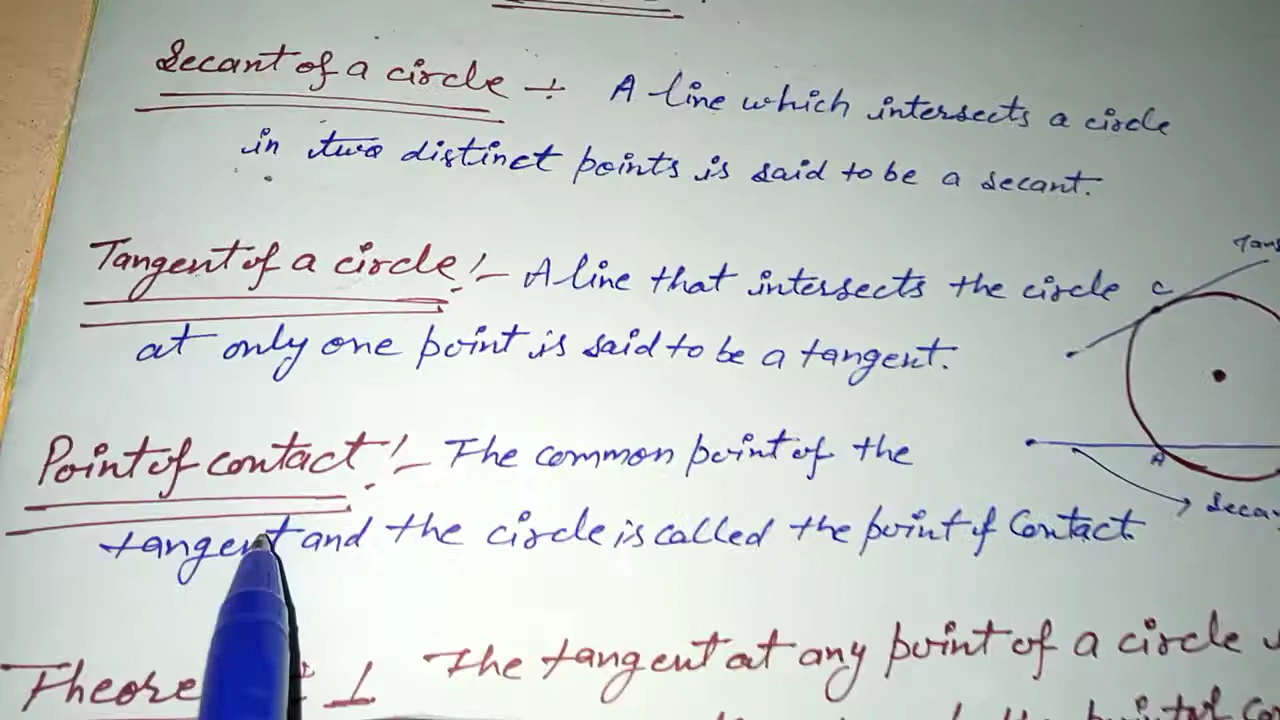 Secant of a circle :- A line which intersects a circle
in two distinct points is said to be a secant.
Tangent of a circle :- A line that intersects the circle
at only one point is said to be a tangent.
C
A
Point of contact :- The common point of the
tangent and the circle is called the point of Contact
The tangent at any point of a circle